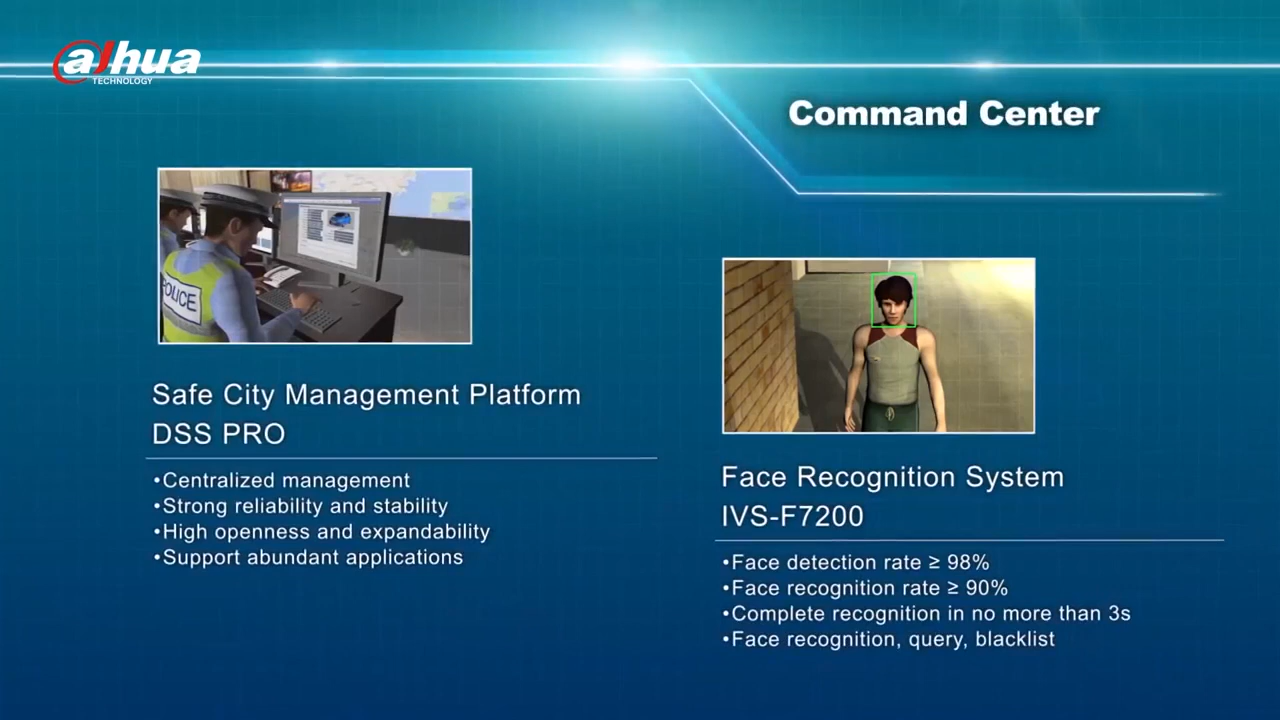 alhua
TECHNOLOGY
Command Center
POLICE
Safe City Management Platform
DSS PRO
•Centralized management
•Strong reliability and stability
•High openness and expandability
•Support abundant applications
Face Recognition System
IVS-F7200
•Face detection rate ≥ 98%
•Face recognition rate ≥ 90%
•Complete recognition in no more than 3s
•Face recognition, query, blacklist